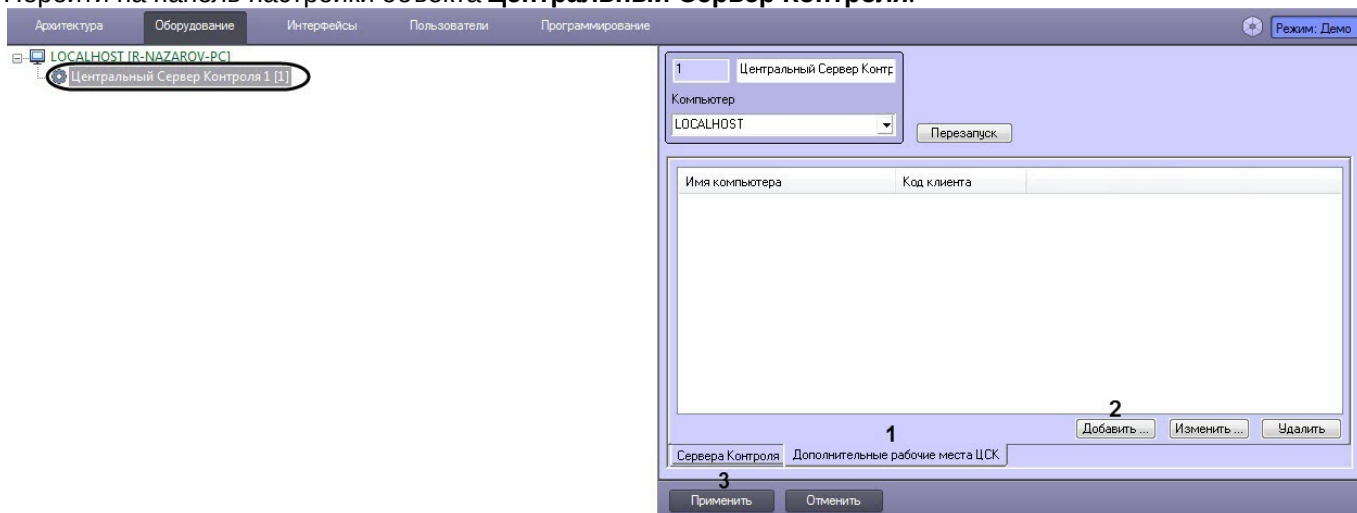 Перейти на панель настройки объекта Центральный Сервер Контроля.
Архитектура Оборудование Интерфейсы Пользователи Программирование Режим: Демо
LOCALHOST [R-NAZAROV-PC]
Центральный Сервер Контроля 1 [1]
1 Центральный Сервер Контр
Компьютер
LOCALHOST Перезапуск
Имя компьютера Код клиента
2
Добавить ... Изменить ... Удалить
1
Сервера Контроля Дополнительные рабочие места ЦСК
3
Применить Отменить